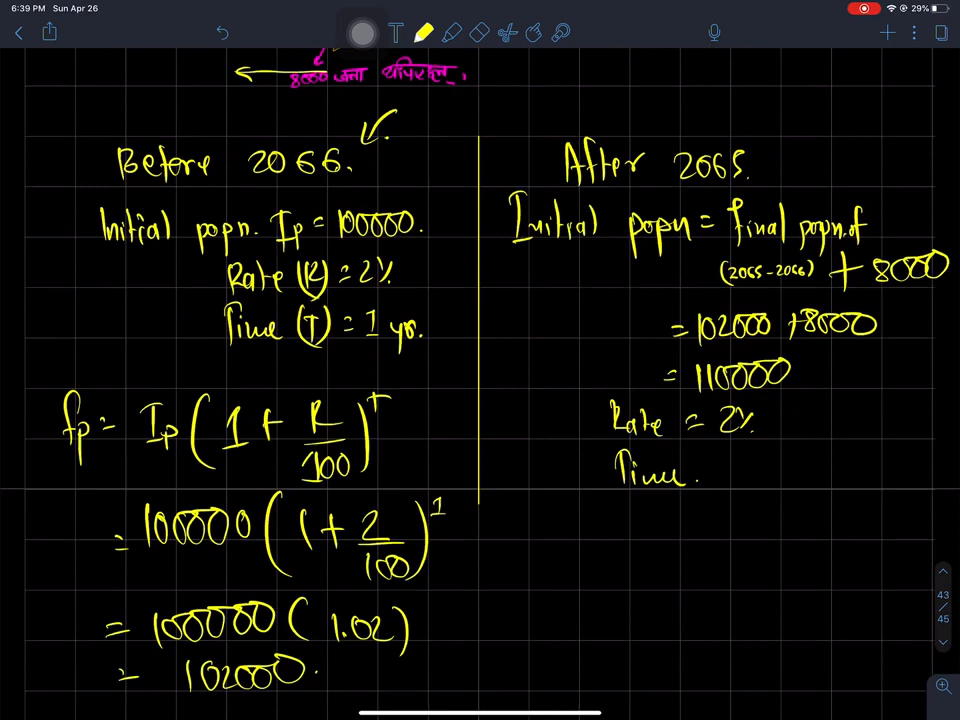 6:39 PM Sun Apr 26
29%
8000 जना थपिएछन्.
Before 2066.
Initial popn. Ip = 100000.
Rate (R) = 2%
Time (T) = 1 yr.
fp = Ip (1 + R/100)^T
= 100000 (1 + 2/100)^1
= 100000 (1.02)
= 102000.
After 2065.
Initial popn = final popn. of
(2065-2066) + 8000
= 102000 + 8000
= 110000
Rate = 2%
Time.
43
/
45